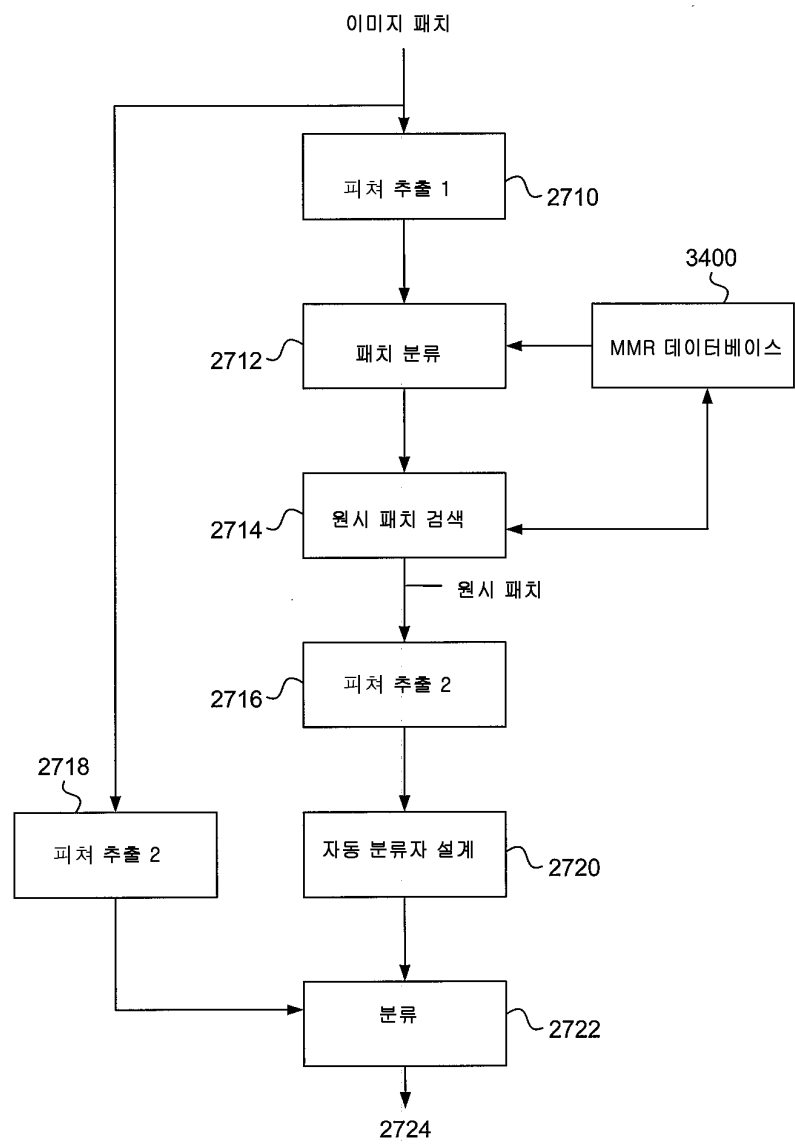 이미지 패치
피쳐 추출 1
2710
3400
2712
패치 분류
MMR 데이터베이스
2714
원시 패치 검색
원시 패치
2716
피쳐 추출 2
2718
피쳐 추출 2
자동 분류자 설계
2720
분류
2722
2724